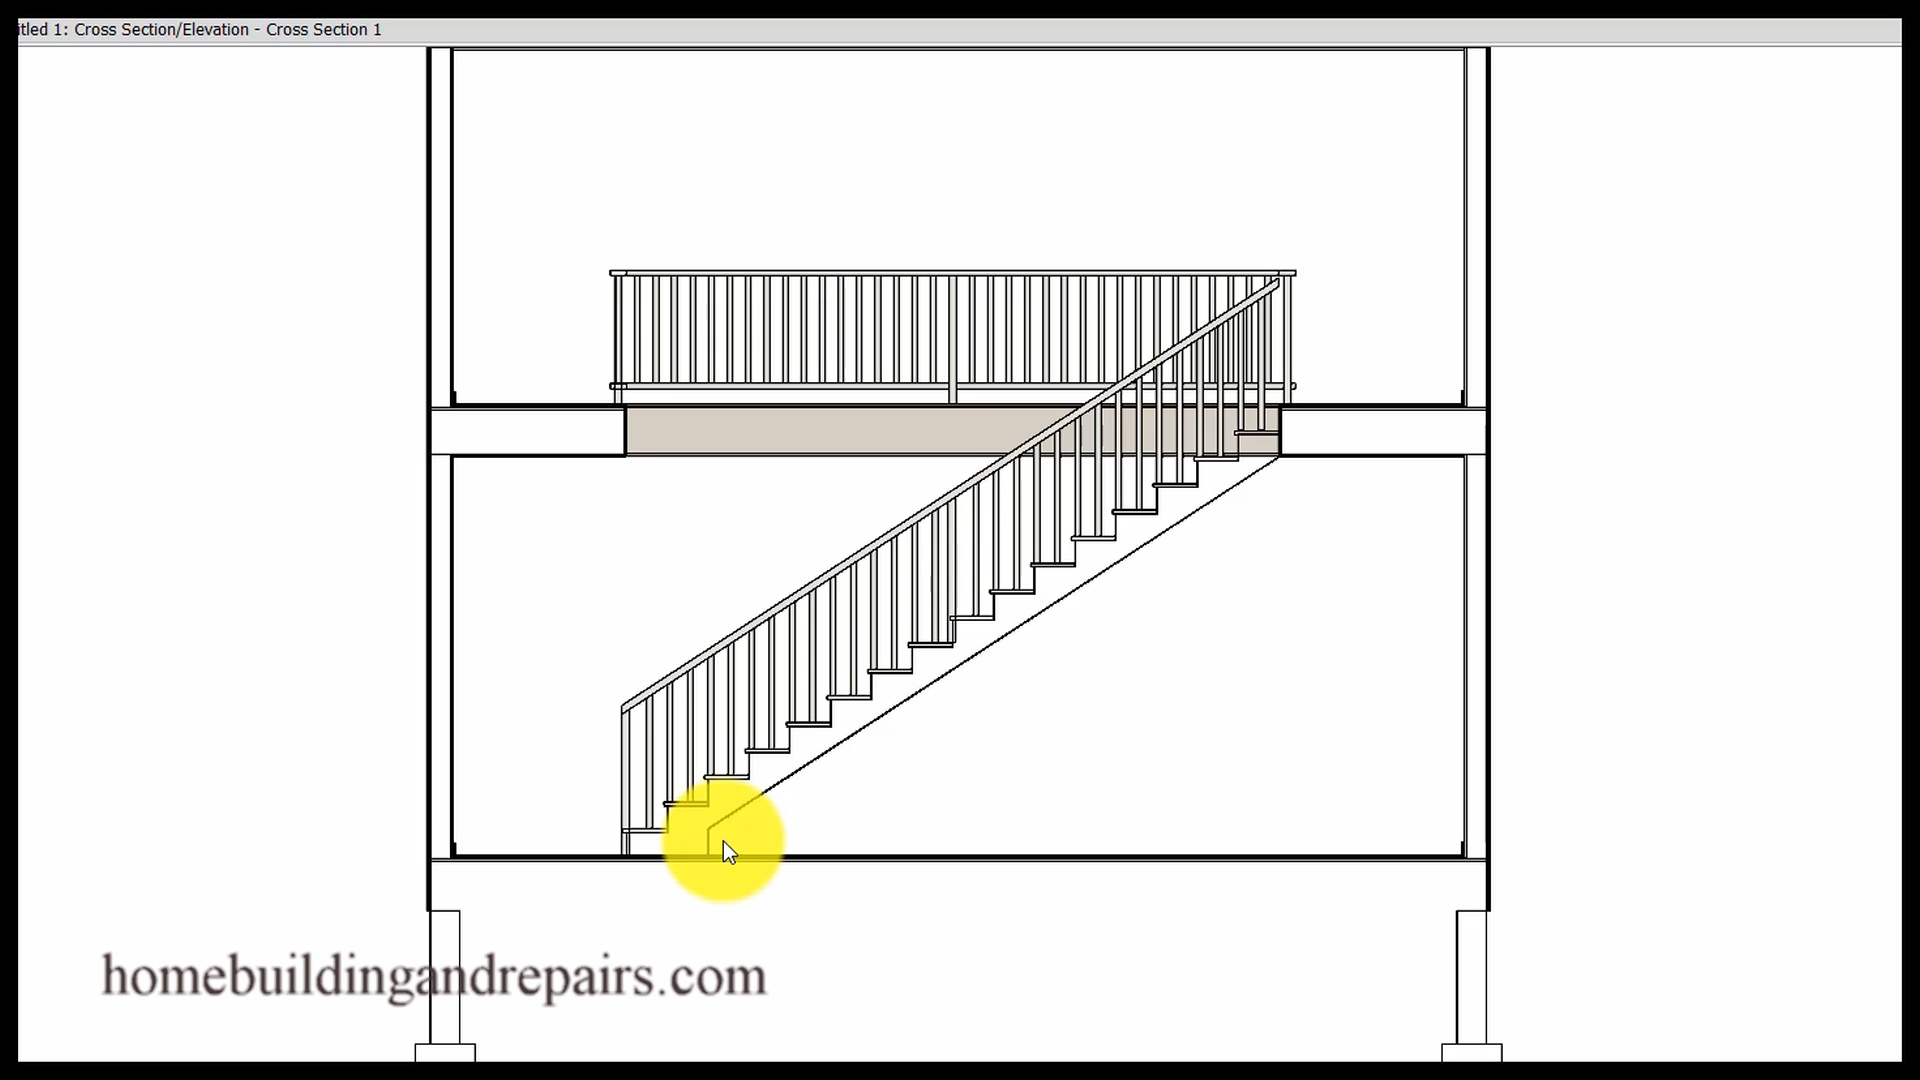 itled 1: Cross Section/Elevation - Cross Section 1
homebuildingandrepairs.com